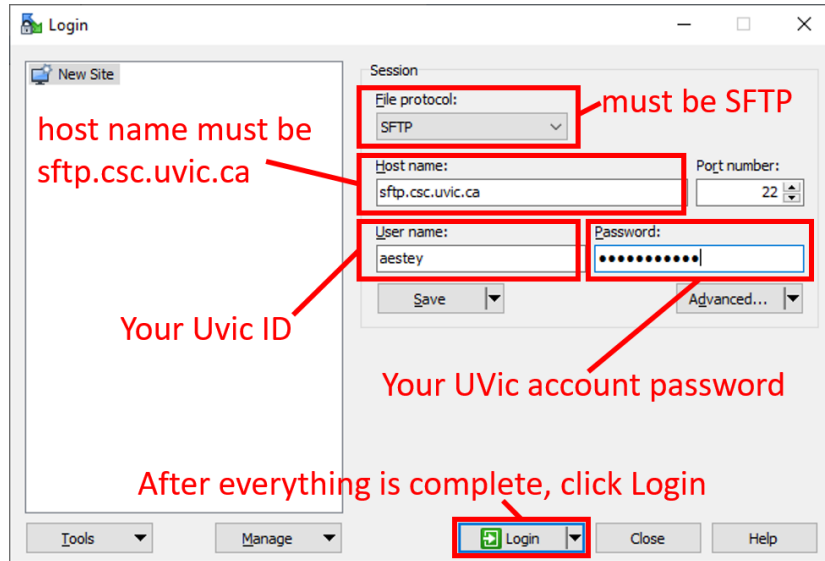 Login
New Site
Session
File protocol:
must be SFTP
SFTP
host name must be
sftp.csc.uvic.ca
Host name:
Port number:
sftp.csc.uvic.ca
22
User name:
Password:
aestey
●●●●●●●●●●●
Save
Advanced...
Your Uvic ID
Your UVic account password
After everything is complete, click Login
Tools
Manage
Login
Close
Help